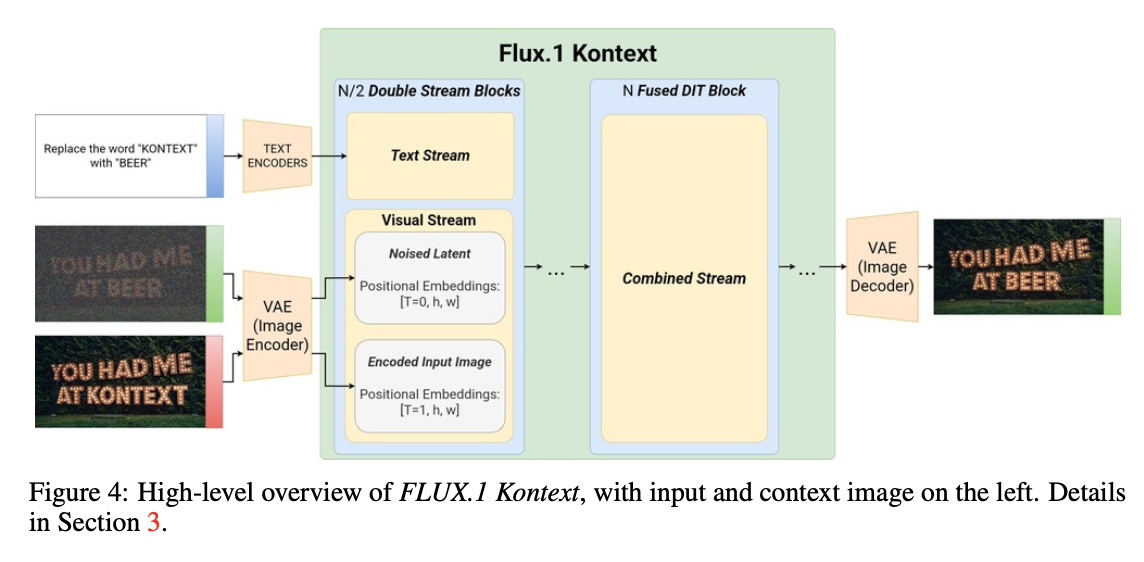 Flux.1 Kontext
N/2 Double Stream Blocks
N Fused DIT Block
Replace the word "KONTEXT"
with "BEER"
TEXT
ENCODERS
Text Stream
YOU HAD ME
AT BEER
YOU HAD ME
AT KONTEXT
VAE
(Image
Encoder)
Visual Stream
Noised Latent
Positional Embeddings:
[T=0, h, w]
Encoded Input Image
Positional Embeddings:
[T=1, h, w]
...
Combined Stream
...
VAE
(Image
Decoder)
YOU HAD ME
AT BEER
Figure 4: High-level overview of FLUX.1 Kontext, with input and context image on the left. Details
in Section 3.